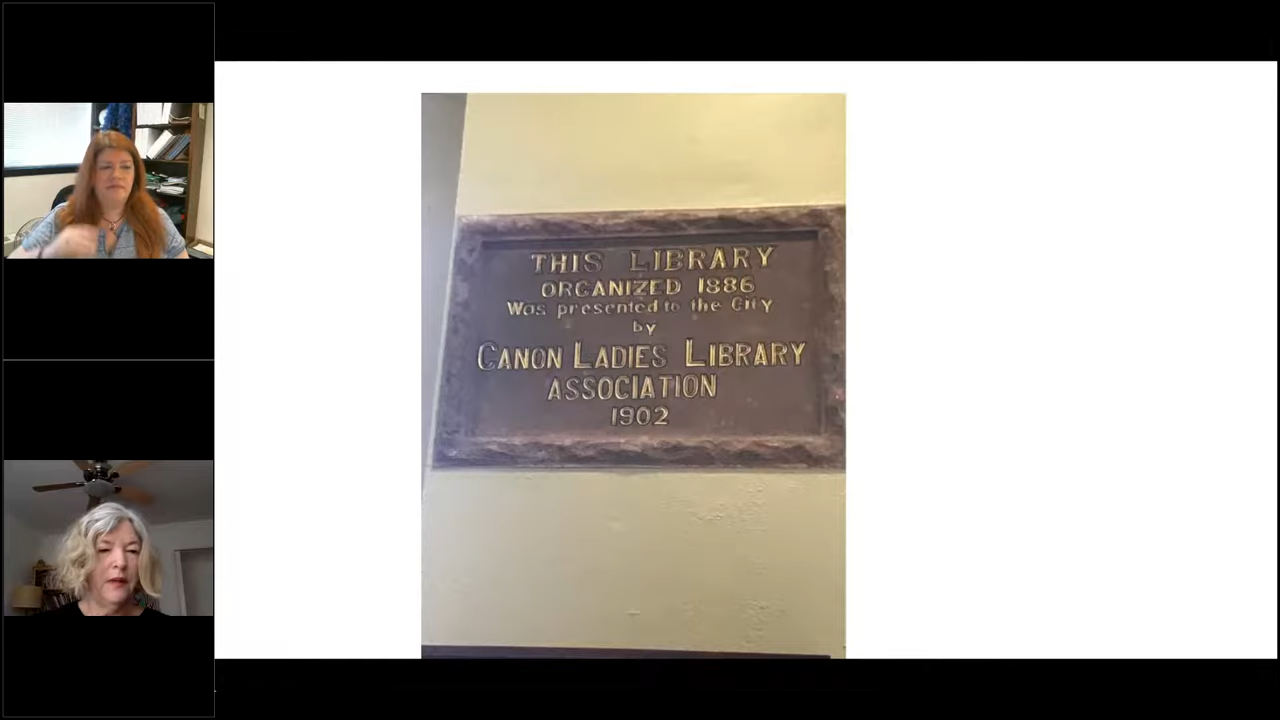 THIS LIBRARY
ORGANIZED 1886
Was presented to the City
by
CANON LADIES LIBRARY
ASSOCIATION
1902